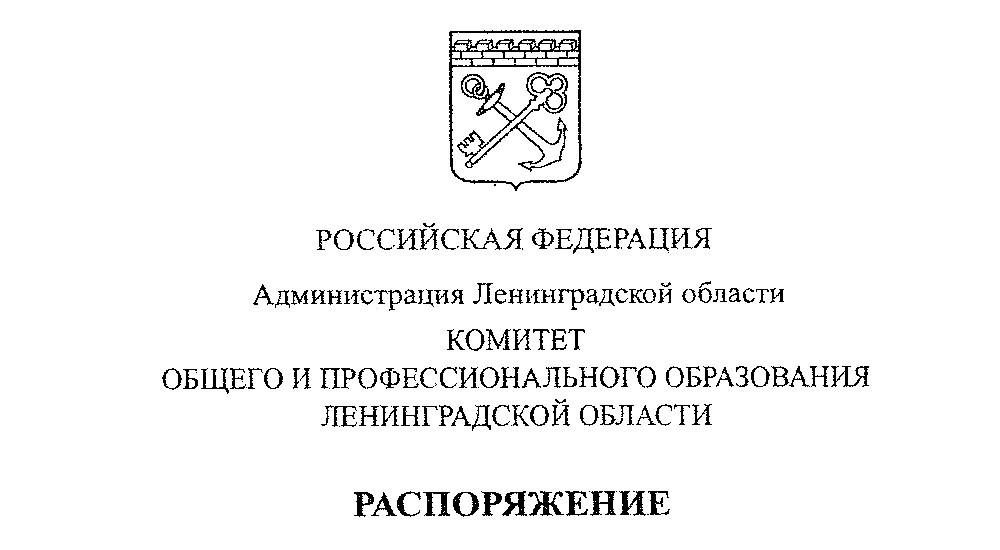 РОССИЙСКАЯ ФЕДЕРАЦИЯ
Администрация Ленинградской области
КОМИТЕТ
ОБЩЕГО И ПРОФЕССИОНАЛЬНОГО ОБРАЗОВАНИЯ
ЛЕНИНГРАДСКОЙ ОБЛАСТИ
РАСПОРЯЖЕНИЕ